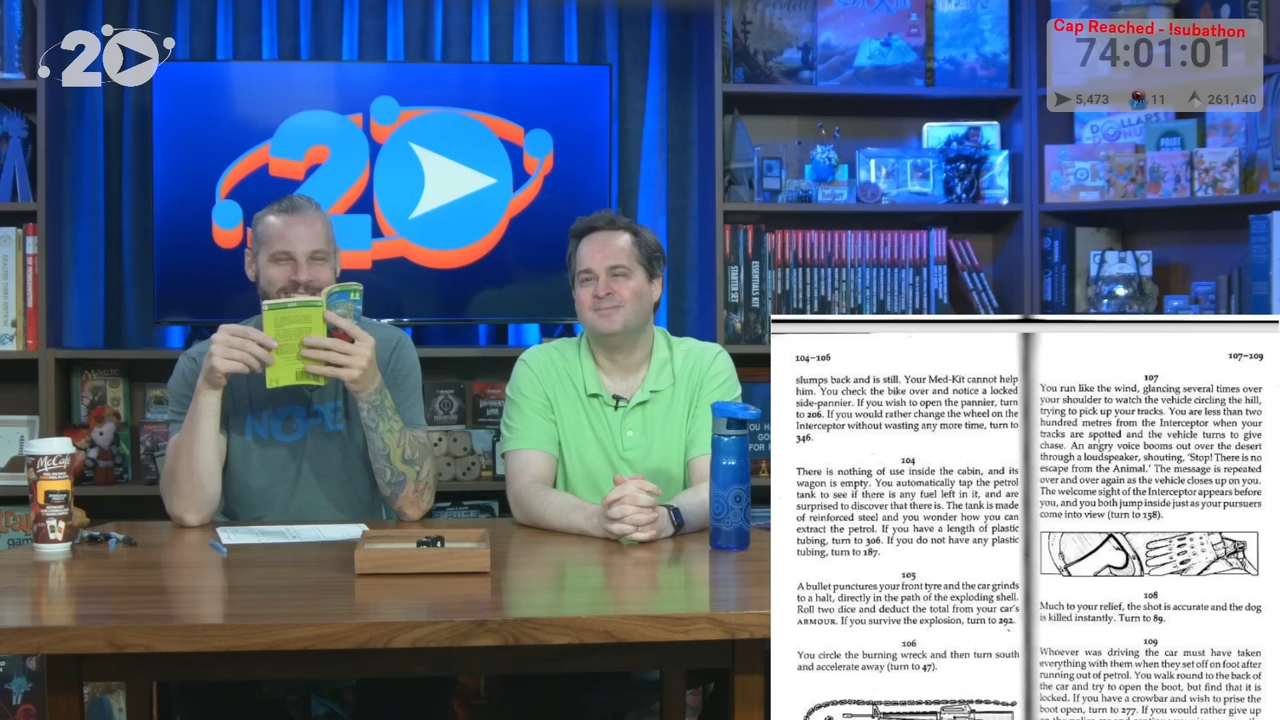 20
Cap Reached - !subathon
74:01:01
5,473
11
261,140
20
DOLLARS
STARTER SET
ESSENTIALS KIT
McCafé
NOPE
104–106
slumps back and is still. Your Med-Kit cannot help
him. You check the bike over and notice a locked
side-pannier. If you wish to open the pannier, turn
to 206. If you would rather change the wheel on the
Interceptor without wasting any more time, turn to
346.
104
There is nothing of use inside the cabin, and its
wagon is empty. You automatically tap the petrol
tank to see if there is any fuel left in it, and are
surprised to discover that there is. The tank is made
of reinforced steel and you wonder how you can
extract the petrol. If you have a length of plastic
tubing, turn to 306. If you do not have any plastic
tubing, turn to 187.
105
A bullet punctures your front tyre and the car grinds
to a halt, directly in the path of the exploding shell.
Roll two dice and deduct the total from your car's
ARMOUR. If you survive the explosion, turn to 292.
106
You circle the burning wreck and then turn south
and accelerate away (turn to 47).
107–109
107
You run like the wind, glancing several times over
your shoulder to watch the vehicle circling the hill,
trying to pick up your tracks. You are less than two
hundred metres from the Interceptor when your
tracks are spotted and the vehicle turns to give
chase. An angry voice booms out over the desert
through a loudspeaker, shouting, 'Stop! There is no
escape from the Animal.' The message is repeated
over and over again as the vehicle closes up on you.
The welcome sight of the Interceptor appears before
you, and you both jump inside just as your pursuers
come into view (turn to 158).
108
Much to your relief, the shot is accurate and the dog
is killed instantly. Turn to 89.
109
Whoever was driving the car must have taken
everything with them when they set off on foot after
running out of petrol. You walk round to the back of
the car and try to open the boot, but find that it is
locked. If you have a crowbar and wish to prise the
boot open, turn to 277. If you would rather give up